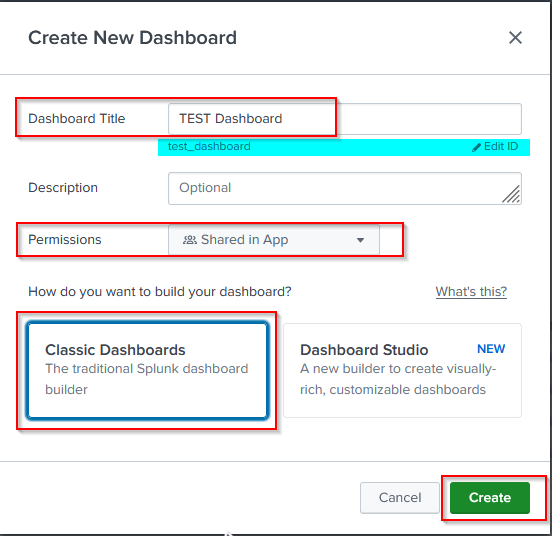 Create New Dashboard
Dashboard Title
TEST Dashboard
test_dashboard
Edit ID
Description
Optional
Permissions
Shared in App
How do you want to build your dashboard?
What's this?
Classic Dashboards
The traditional Splunk dashboard
builder
Dashboard Studio
NEW
A new builder to create visually-
rich, customizable dashboards
Cancel
Create